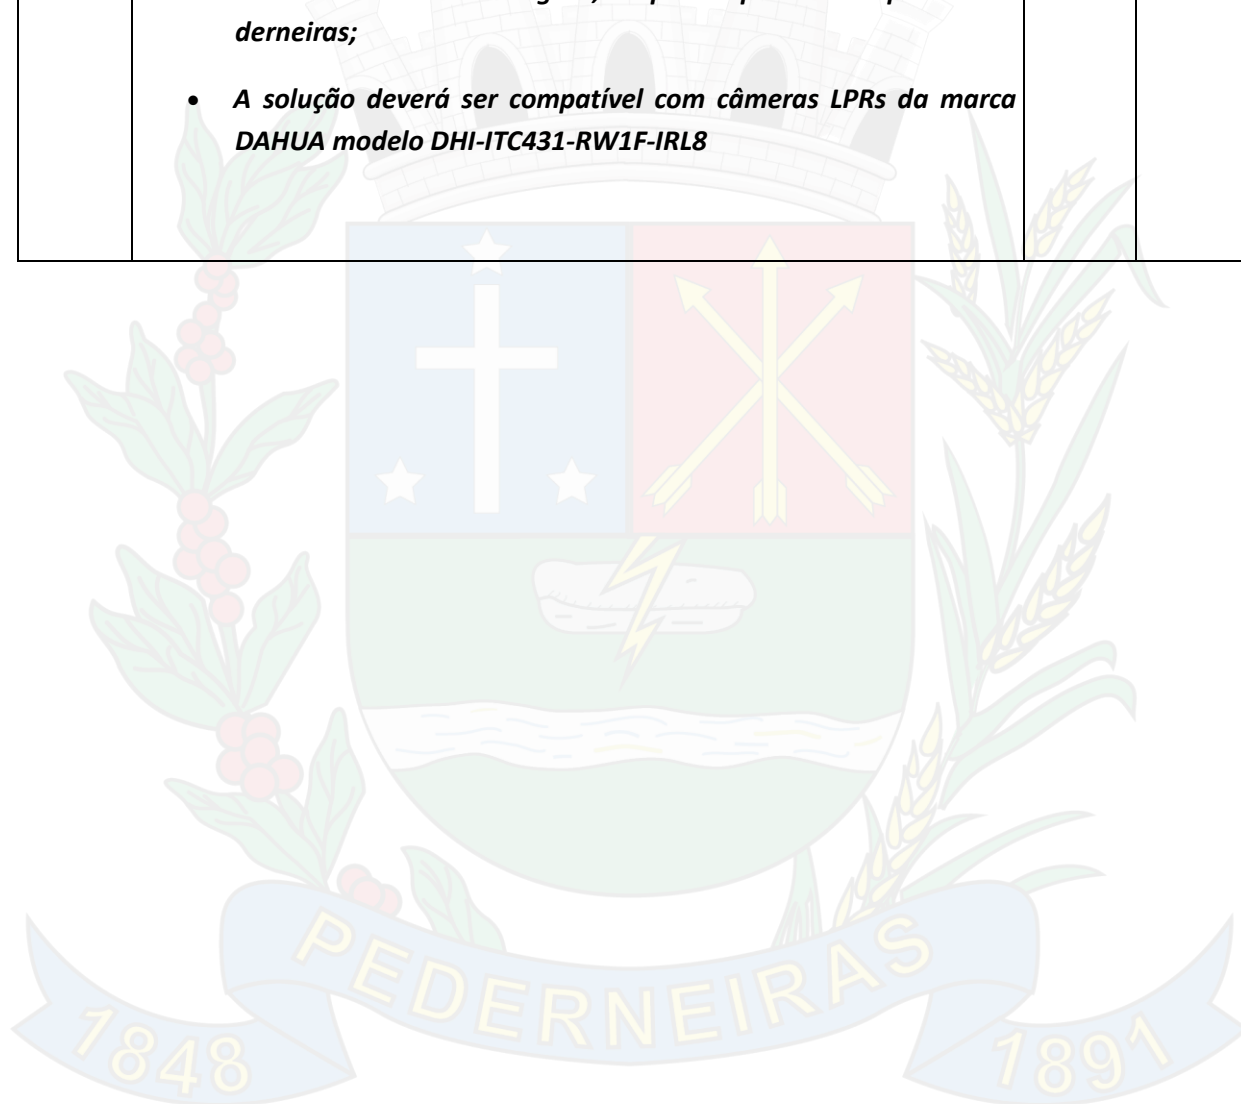 derneiras;
• A solução deverá ser compatível com câmeras LPRs da marca
DAHUA modelo DHI-ITC431-RW1F-IRL8
PEDERNEIRAS
1848
1891